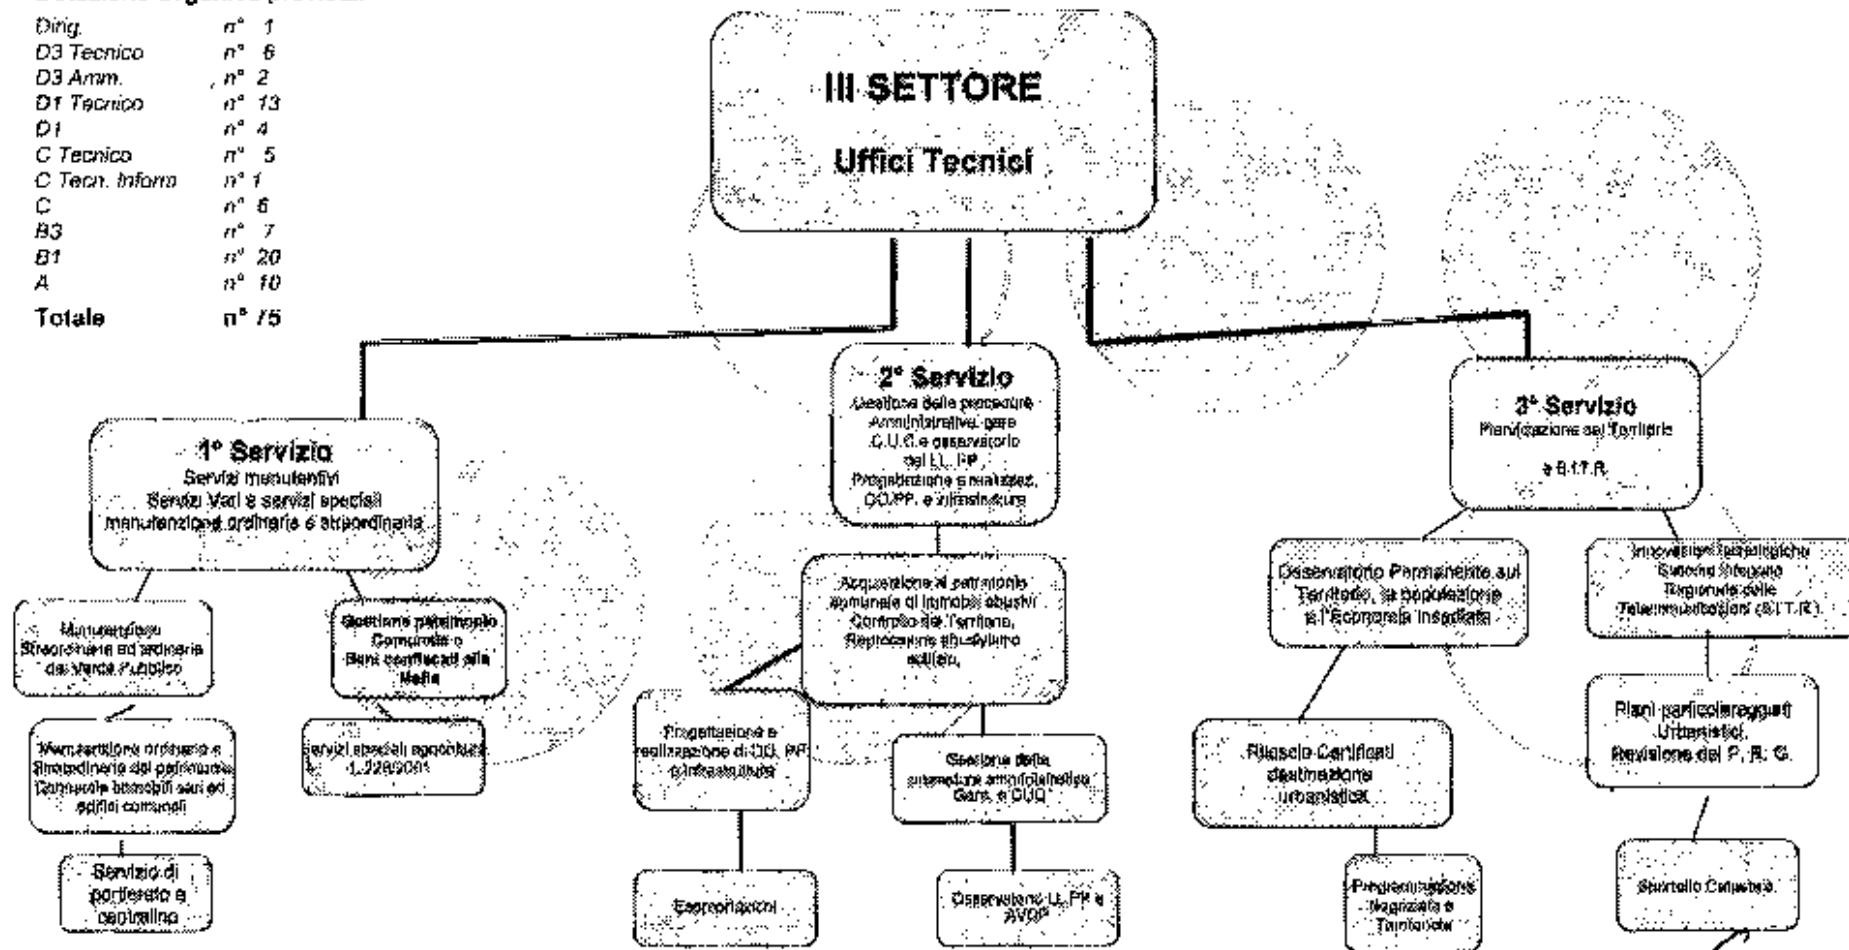 Dirig. n° 1
D3 Tecnico n° 6
D3 Amm. n° 2
D1 Tecnico n° 13
D1 n° 4
C Tecnico n° 5
C Tecn. Inform n° 1
C n° 6
B3 n° 7
B1 n° 20
A n° 10
Totale n° 75
III SETTORE
Uffici Tecnici
1° Servizio
Servizi manutentivi
Servizi Vari e servizi speciali
manutenzione ordinaria e straordinaria
2° Servizio
Gestione delle procedure
Amministrative, gare
C.U.C. e osservatorio
dei LL. PP.
Progettazione e realizzaz.
OO.PP. e infrastrutture
3° Servizio
Pianificazione del Territorio
e S.I.T.R.
Manutenzione
Straordinaria ed ordinaria
del Verde Pubblico
Gestione patrimonio
Comunale e
Beni confiscati alla
Mafia
Acquisizione al patrimonio
comunale di immobili abusivi
Controllo del Territorio,
Repressione abusivismo
edilizio,
Osservatorio Permanente sul
Territorio, la popolazione
e l'Economia Insediata
Innovazioni tecnologiche
Sistema Integrato
Regionale delle
Telecomunicazioni (S.I.T.R.)
Manutenzione ordinaria e
Straordinaria del patrimonio
Comunale immobili vari ed
edifici comunali
Servizi speciali
Progettazione e
realizzazione di OO. PP.
e infrastrutture
Gestione delle
procedure amministrative
Gare e CUC
Rilascio Certificati
destinazione
urbanistica
Piani particolareggiati
Urbanistici,
Revisione del P. R. G.
Servizio di
portierato e
centralino
Espropriazioni
Osservatorio LL.PP e
AVCP
Programmazione
Negoziata e
Territoriale
Sportello Catastale